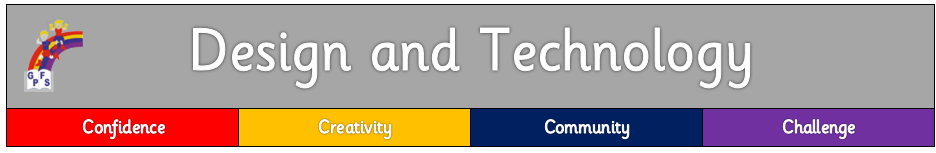 Design and Technology
G F
P S
Confidence Creativity Community Challenge